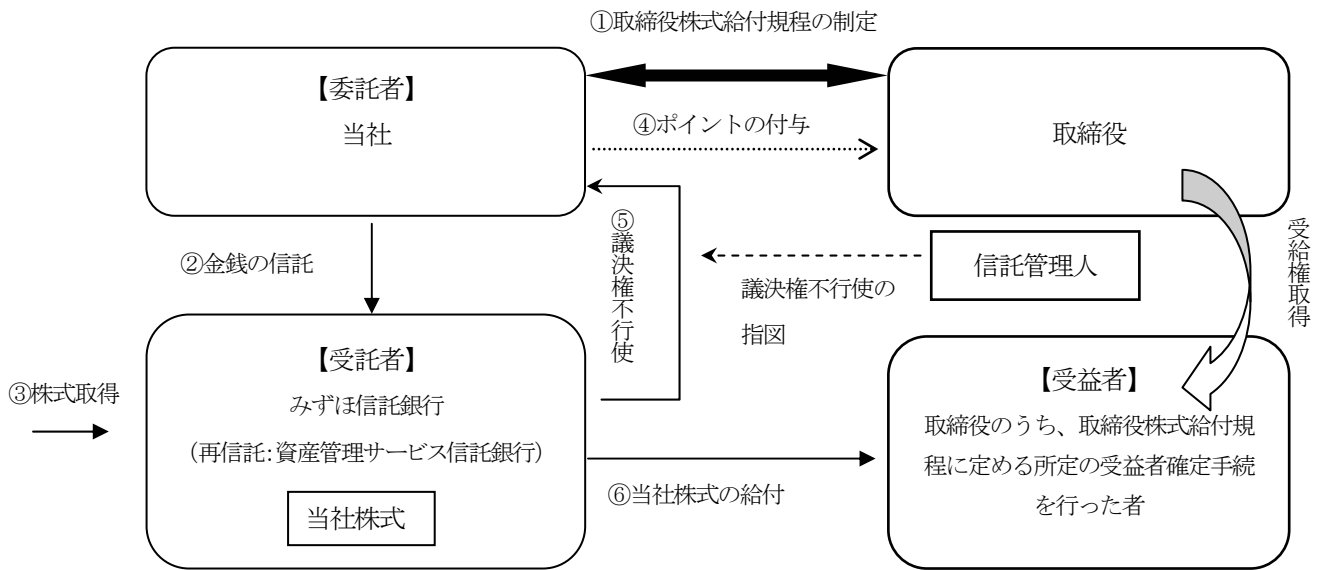 ①取締役株式給付規程の制定
【委託者】
当社
④ポイントの付与
取締役
②金銭の信託
⑤議決権不行使
議決権不行使の
指図
信託管理人
受給権取得
③株式取得
【受託者】
みずほ信託銀行
(再信託:資産管理サービス信託銀行)
当社株式
⑥当社株式の給付
【受益者】
取締役のうち、取締役株式給付規
程に定める所定の受益者確定手続
を行った者